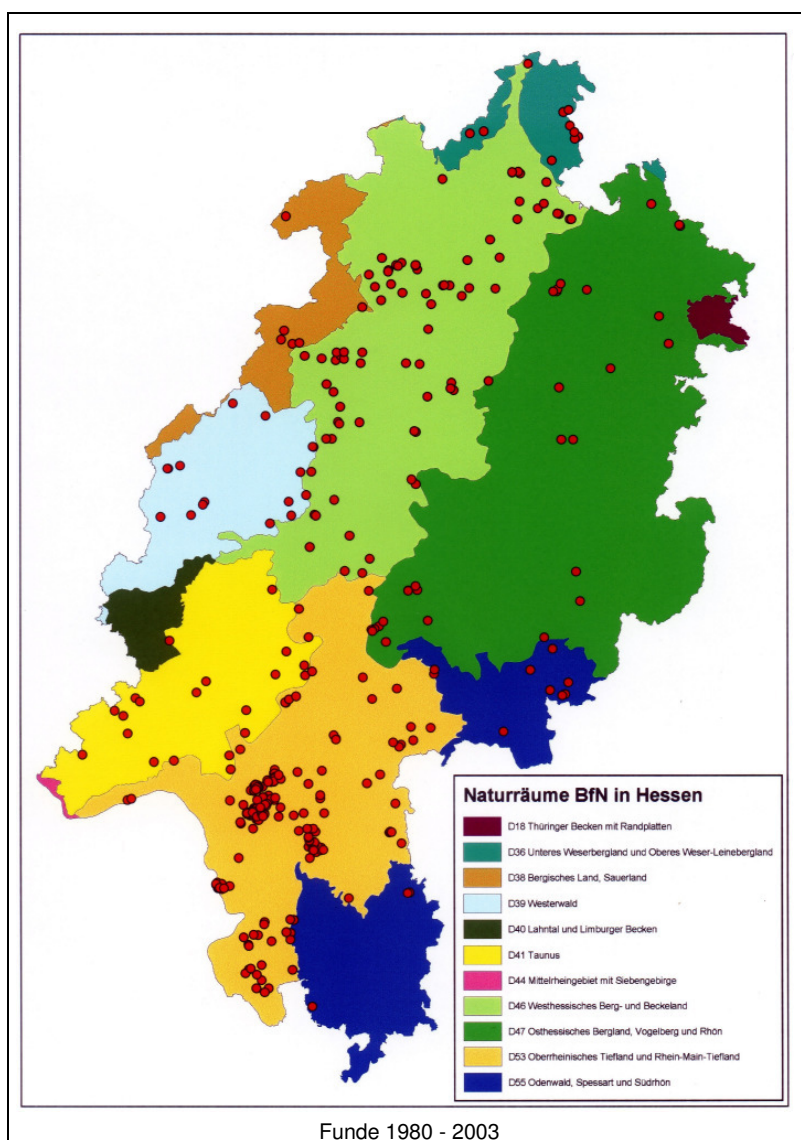 Naturräume BfN in Hessen
D18 Thüringer Becken mit Randplatten
D36 Unteres Weserbergland und Oberes Weser-Leinebergland
D38 Bergisches Land, Sauerland
D39 Westerwald
D40 Lahntal und Limburger Becken
D41 Taunus
D44 Mittelrheingebiet mit Siebengebirge
D46 Westhessisches Berg- und Beckeland
D47 Osthessisches Bergland, Vogelberg und Rhön
D53 Oberrheinisches Tiefland und Rhein-Main-Tiefland
D55 Odenwald, Spessart und Südrhön
Funde 1980 - 2003